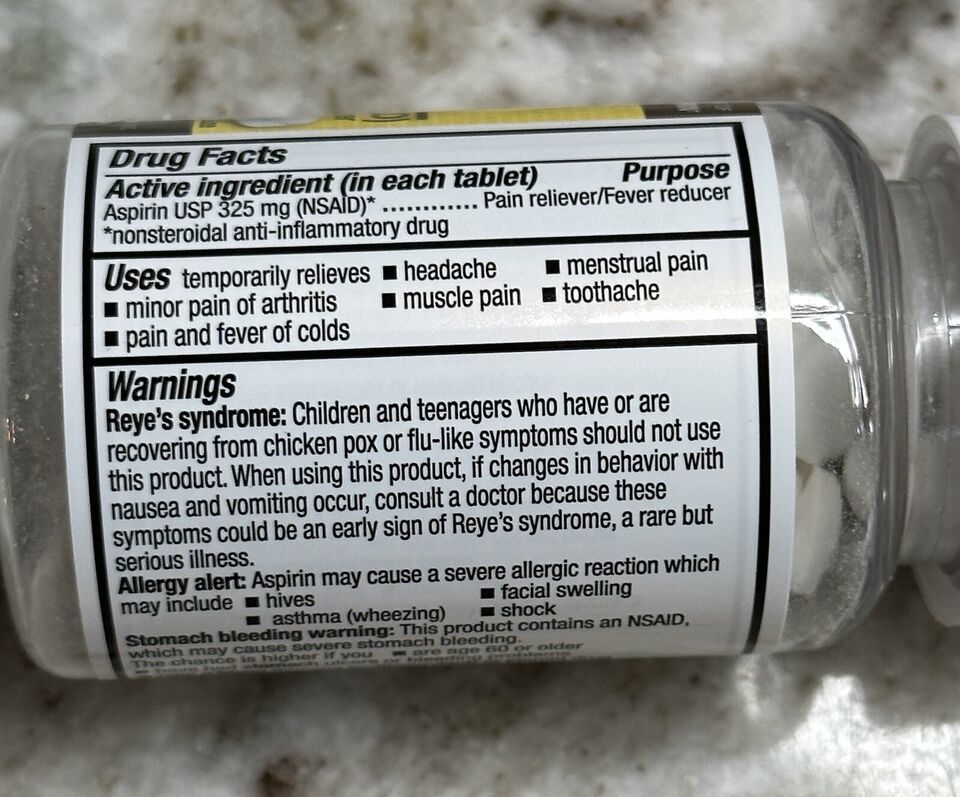 Drug Facts
Active ingredient (in each tablet) Purpose
Aspirin USP 325 mg (NSAID)* ............ Pain reliever/Fever reducer
*nonsteroidal anti-inflammatory drug
Uses temporarily relieves ■ headache ■ menstrual pain
■ minor pain of arthritis ■ muscle pain ■ toothache
■ pain and fever of colds
Warnings
Reye's syndrome: Children and teenagers who have or are
recovering from chicken pox or flu-like symptoms should not use
this product. When using this product, if changes in behavior with
nausea and vomiting occur, consult a doctor because these
symptoms could be an early sign of Reye's syndrome, a rare but
serious illness.
Allergy alert: Aspirin may cause a severe allergic reaction which
may include ■ hives ■ facial swelling
■ asthma (wheezing) ■ shock
Stomach bleeding warning: This product contains an NSAID,
which may cause severe stomach bleeding.
The chance is higher if you ■ are age 60 or older
■ have had stomach ulcers or bleeding problems